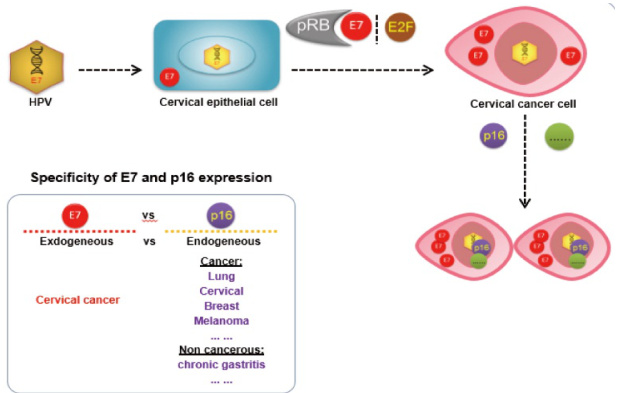 pRB E7 E2F
E7
HPV
E7
Cervical epithelial cell
E7
E7
E7
Cervical cancer cell
p16
......
Specificity of E7 and p16 expression
E7 vs p16
Exdogeneous vs Endogeneous
Cervical cancer
Cancer:
Lung
Cervical
Breast
Melanoma
... ...
Non cancerous:
chronic gastritis
... ...
E7
E7
E7
p16
......
E7
E7
E7
p16
......